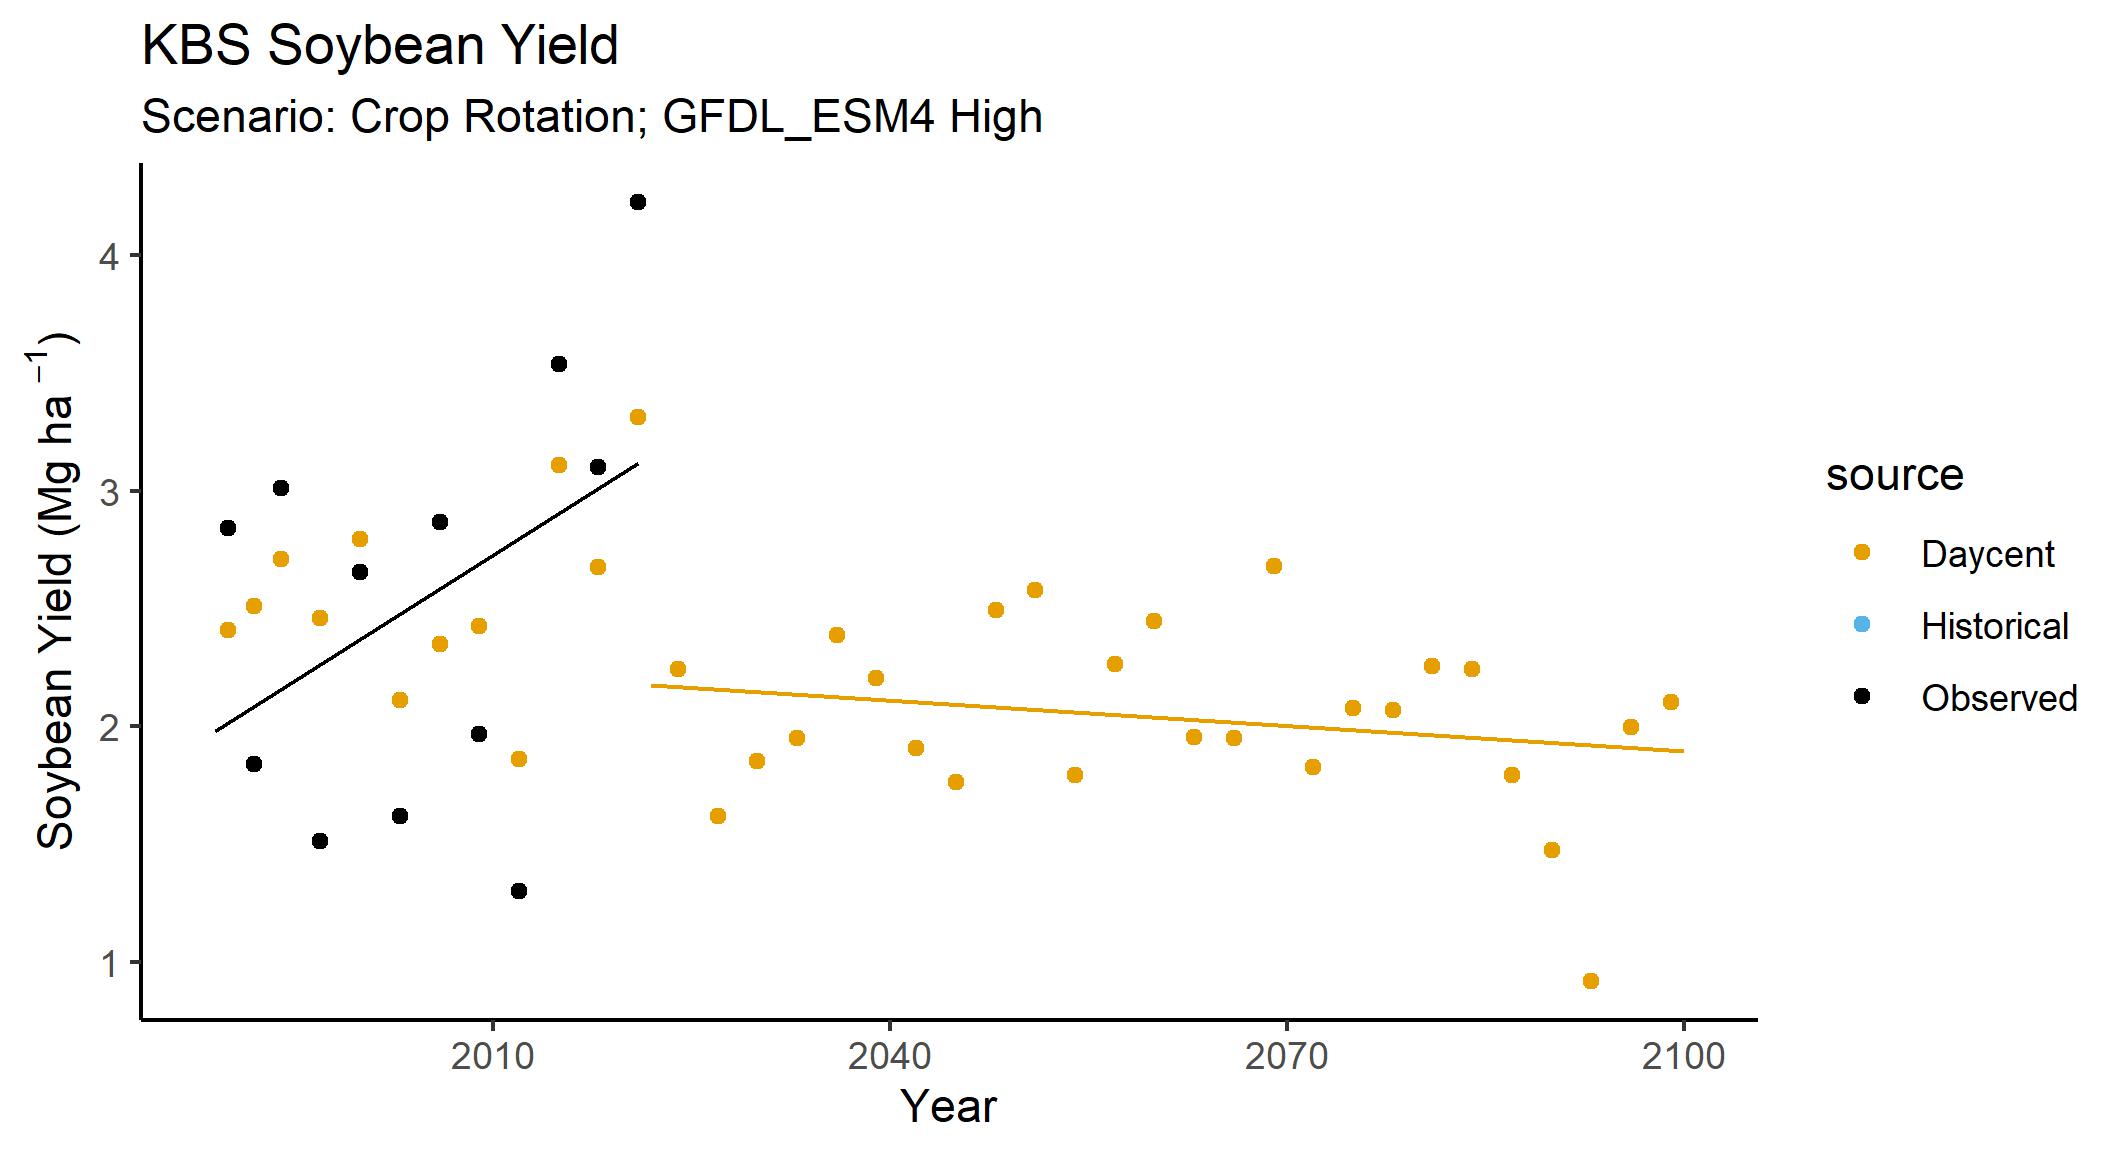 KBS Soybean Yield
Scenario: Crop Rotation; GFDL_ESM4 High
Soybean Yield (Mg ha −1)
4
3
2
1
2010
2040
2070
2100
Year
source
Daycent
Historical
Observed